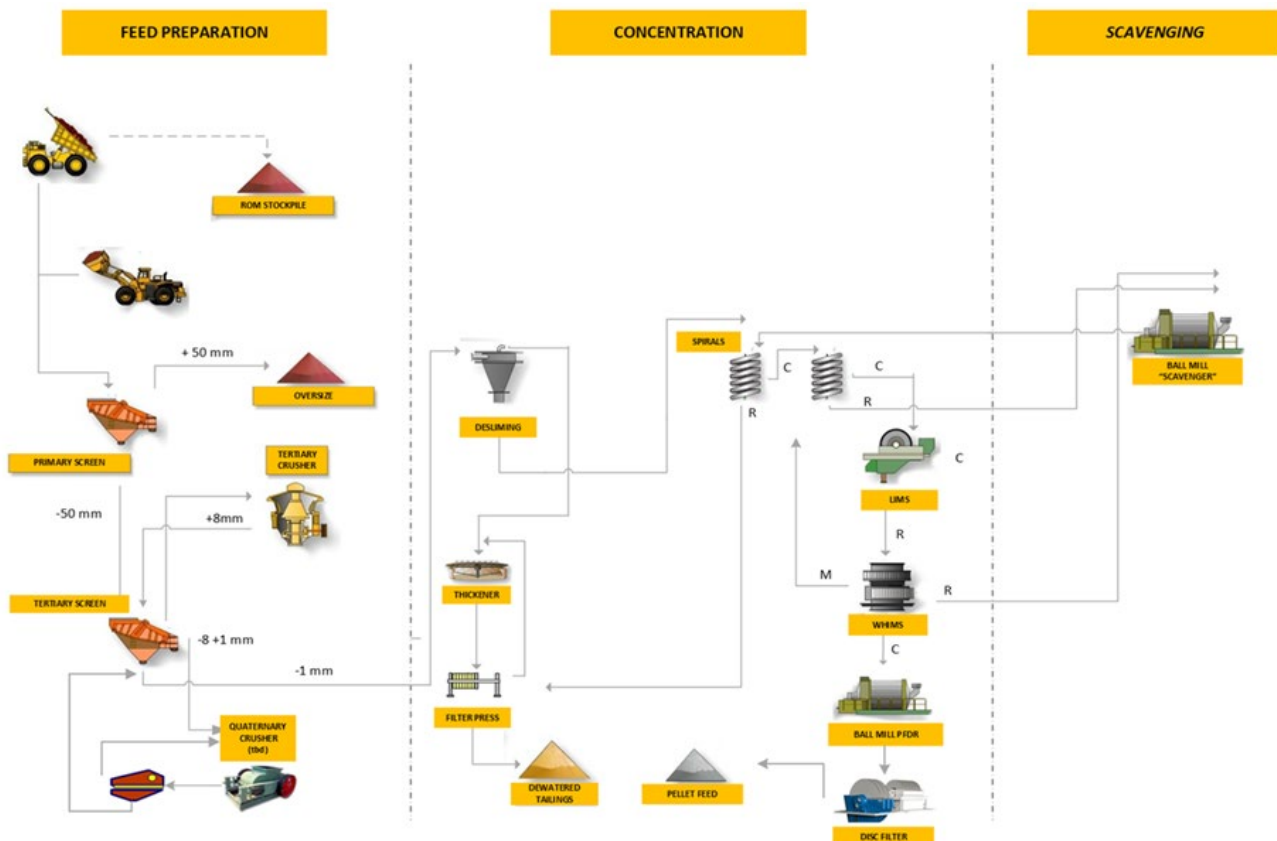 FEED PREPARATION
CONCENTRATION
SCAVENGING
ROM STOCKPILE
+ 50 mm
OVERSIZE
PRIMARY SCREEN
TERTIARY
CRUSHER
-50 mm
+8mm
TERTIARY SCREEN
-8 +1 mm
-1 mm
QUATERNARY
CRUSHER
(tbd)
DESLIMING
THICKENER
FILTER PRESS
DEWATERED
TAILINGS
SPIRALS
C
C
R
R
C
LIMS
R
M
R
WHIMS
C
BALL MILL PFDR
PELLET FEED
DISC FILTER
BALL MILL
"SCAVENGER"